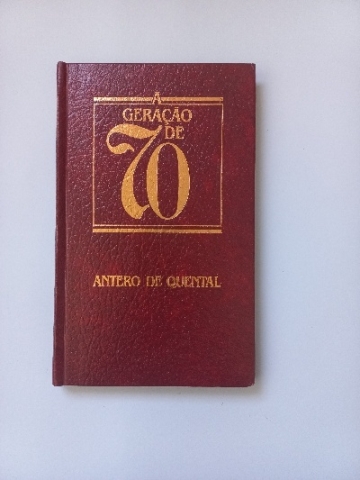 A
GERAÇÃO
DE
70
ANTERO DE QUENTAL